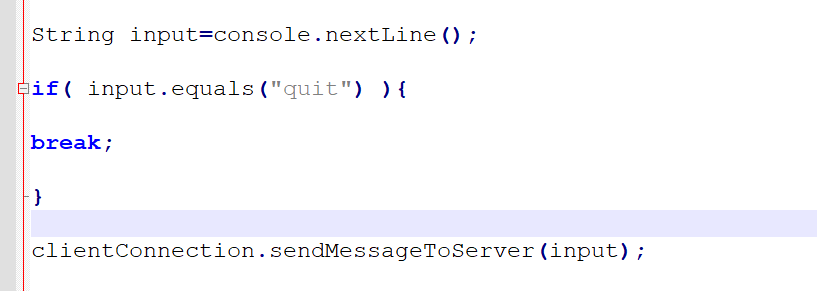 String input=console.nextLine();
if( input.equals("quit") ){
break;
}
clientConnection.sendMessageToServer(input);